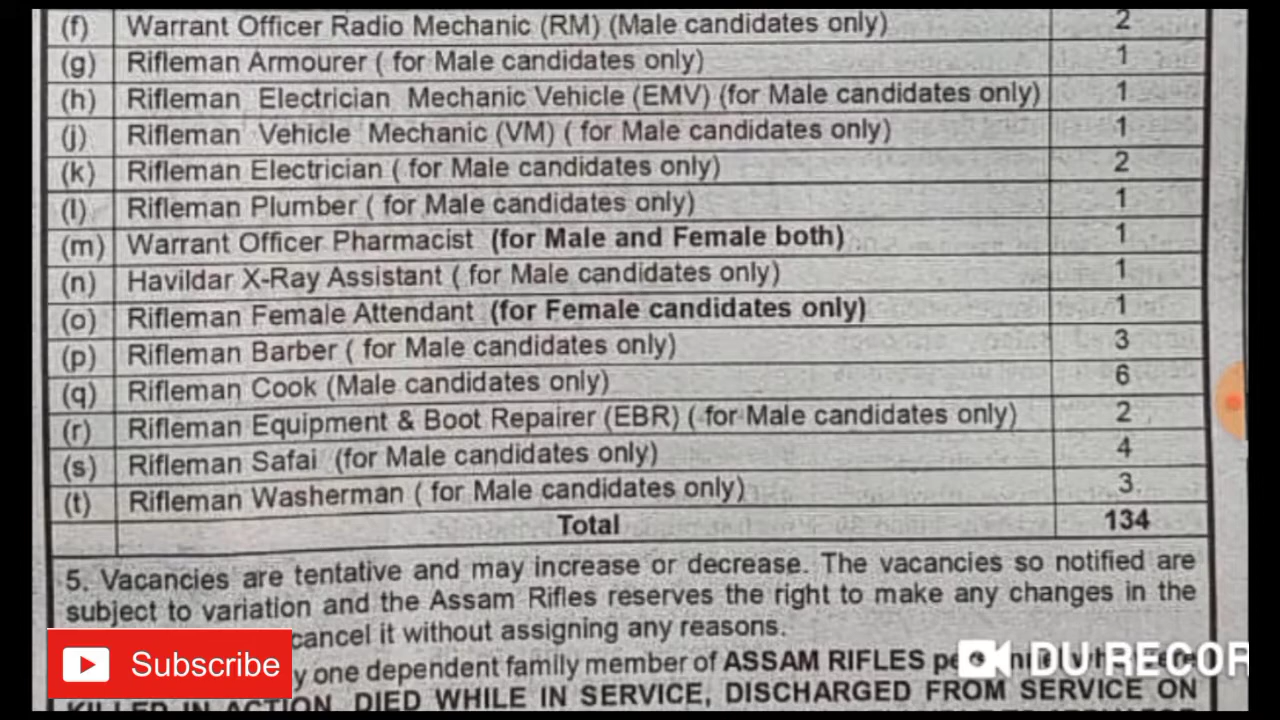 (f) Warrant Officer Radio Mechanic (RM) (Male candidates only) 2
(g) Rifleman Armourer ( for Male candidates only) 1
(h) Rifleman Electrician Mechanic Vehicle (EMV) (for Male candidates only) 1
(j) Rifleman Vehicle Mechanic (VM) ( for Male candidates only) 1
(k) Rifleman Electrician ( for Male candidates only) 2
(l) Rifleman Plumber ( for Male candidates only) 1
(m) Warrant Officer Pharmacist (for Male and Female both) 1
(n) Havildar X-Ray Assistant ( for Male candidates only) 1
(o) Rifleman Female Attendant (for Female candidates only) 1
(p) Rifleman Barber ( for Male candidates only) 3
(q) Rifleman Cook (Male candidates only) 6
(r) Rifleman Equipment & Boot Repairer (EBR) ( for Male candidates only) 2
(s) Rifleman Safai (for Male candidates only) 4
(t) Rifleman Washerman ( for Male candidates only) 3
Total 134
5. Vacancies are tentative and may increase or decrease. The vacancies so notified are
subject to variation and the Assam Rifles reserves the right to make any changes in the
cancel it without assigning any reasons.
one dependent family member of ASSAM RIFLES
KILLED IN ACTION, DIED WHILE IN SERVICE, DISCHARGED FROM SERVICE ON
Subscribe
DU RECOR